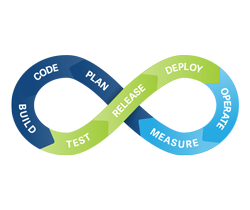 PLAN
CODE
BUILD
TEST
RELEASE
DEPLOY
OPERATE
MEASURE